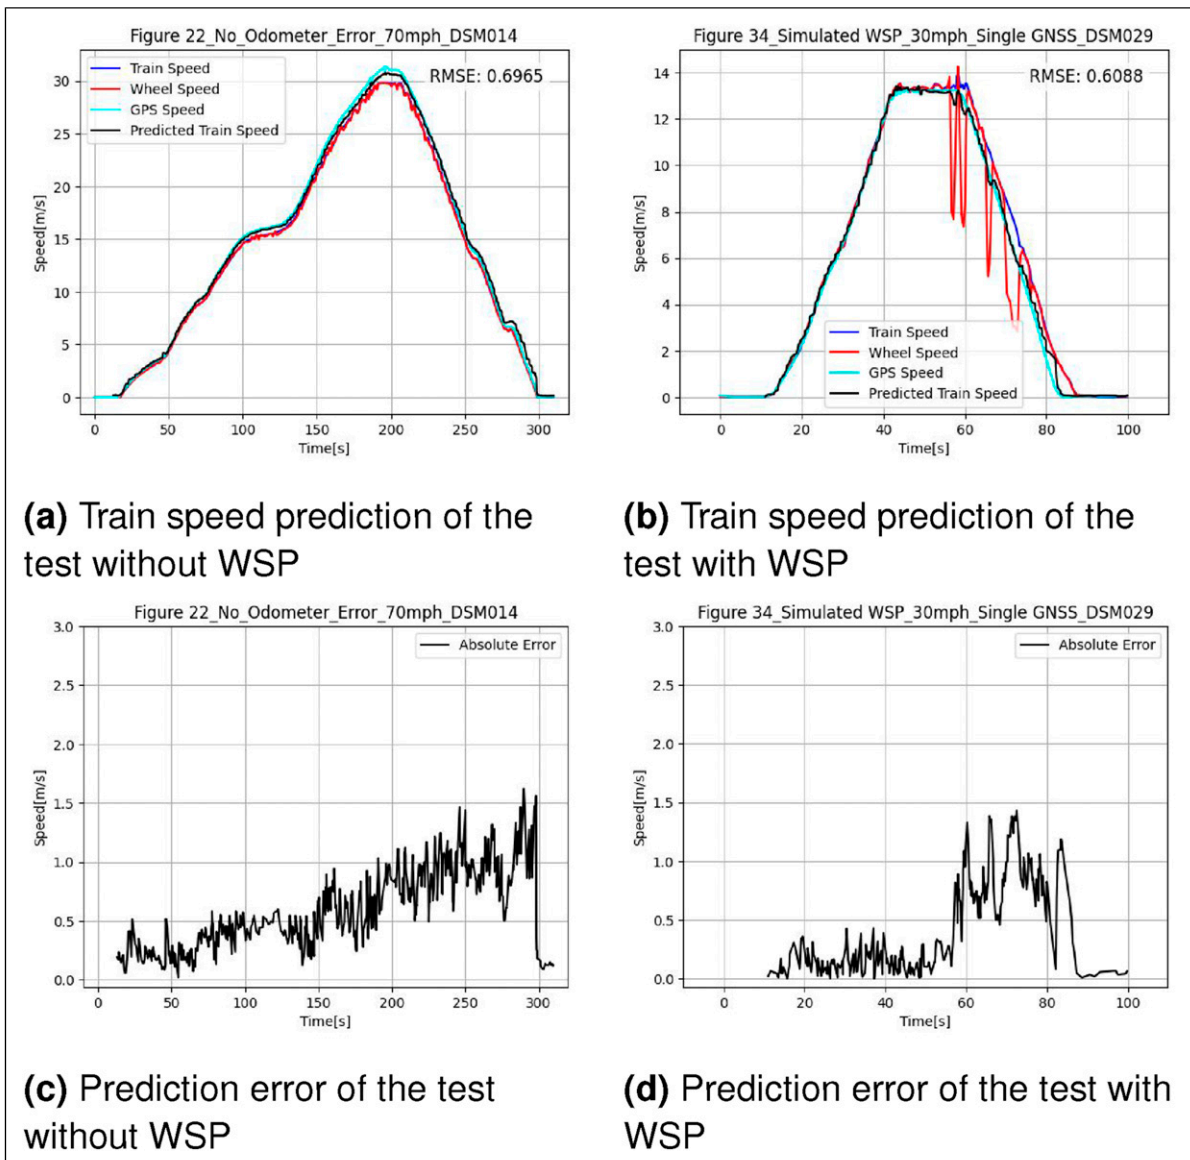 Figure 22_No_Odometer_Error_70mph_DSM014
Train Speed
Wheel Speed
GPS Speed
Predicted Train Speed
RMSE: 0.6965
30
25
20
15
10
5
0
Speed[m/s]
0 50 100 150 200 250 300
Time[s]
Figure 34_Simulated WSP_30mph_Single GNSS_DSM029
RMSE: 0.6088
14
12
10
8
6
4
2
0
Speed[m/s]
Train Speed
Wheel Speed
GPS Speed
Predicted Train Speed
0 20 40 60 80 100
Time[s]
(a) Train speed prediction of the
test without WSP
(b) Train speed prediction of the
test with WSP
Figure 22_No_Odometer_Error_70mph_DSM014
Absolute Error
3.0
2.5
2.0
1.5
1.0
0.5
0.0
Speed[m/s]
0 50 100 150 200 250 300
Time[s]
Figure 34_Simulated WSP_30mph_Single GNSS_DSM029
Absolute Error
3.0
2.5
2.0
1.5
1.0
0.5
0.0
Speed[m/s]
0 20 40 60 80 100
Time[s]
(c) Prediction error of the test
without WSP
(d) Prediction error of the test with
WSP